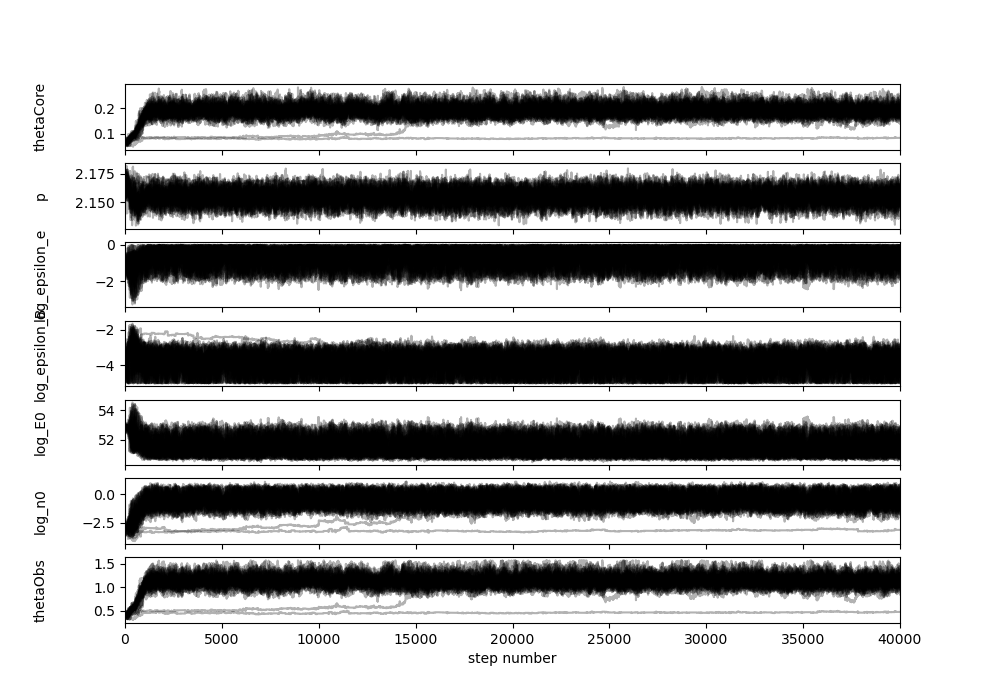 thetaCore
0.2
0.1
p
2.175
2.150
log_epsilon_e
0
−2
log_epsilon_B
−2
−4
log_E0
54
52
log_n0
0.0
−2.5
thetaObs
1.5
1.0
0.5
0 5000 10000 15000 20000 25000 30000 35000 40000
step number